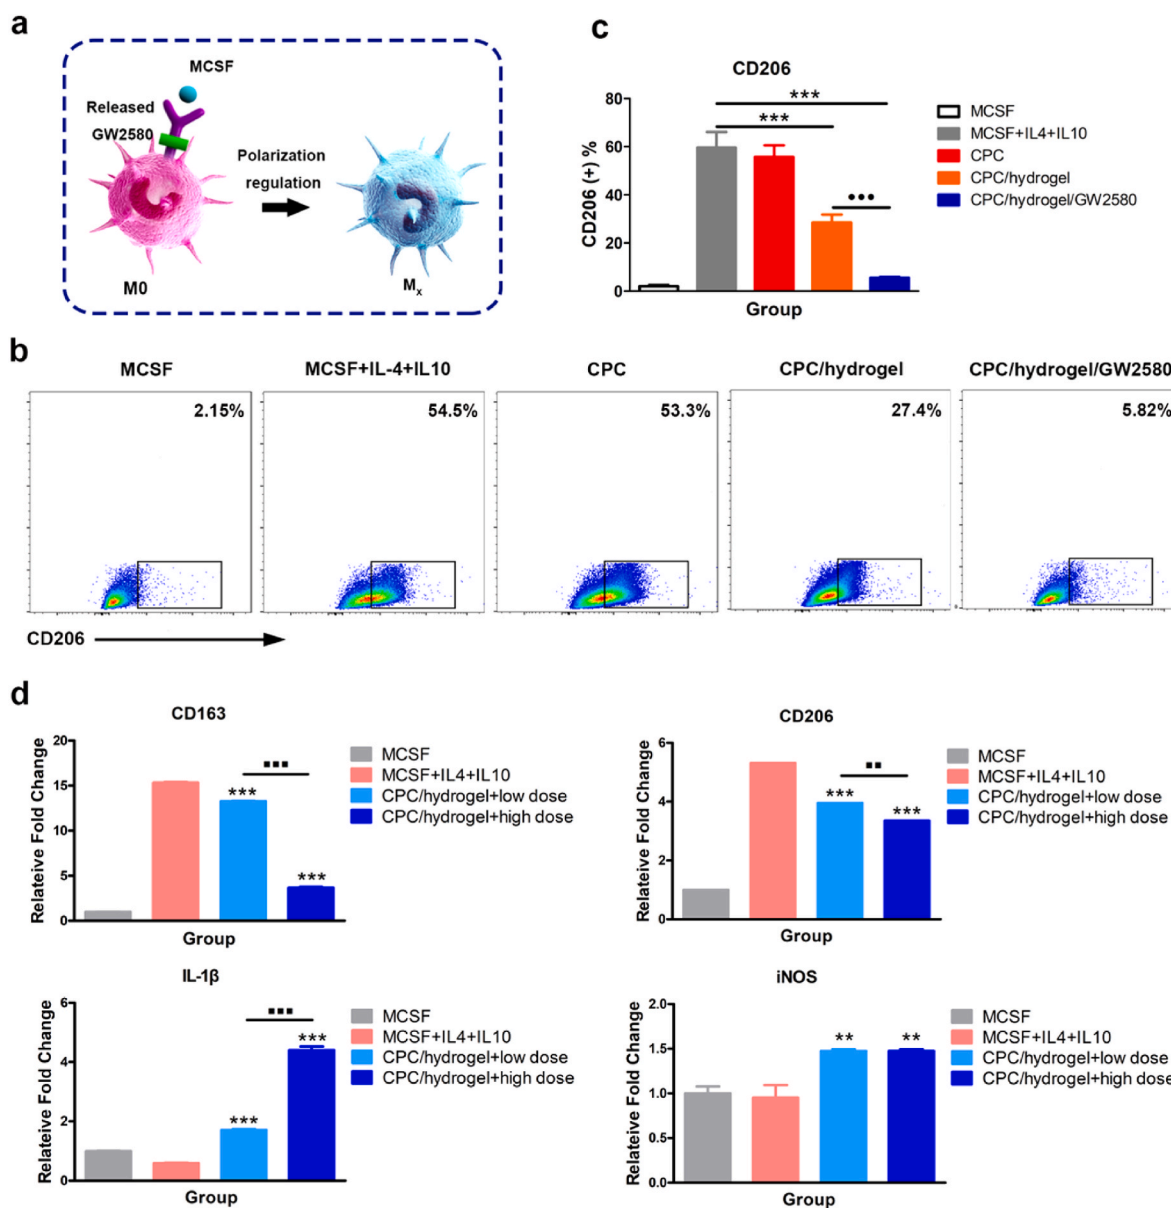 a
MCSF
Released
GW2580
Polarization
regulation
M0
Mx
c
CD206
CD206 (+) %
80
60
40
20
0
***
***
•••
Group
MCSF
MCSF+IL4+IL10
CPC
CPC/hydrogel
CPC/hydrogel/GW2580
b
MCSF
MCSF+IL-4+IL10
CPC
CPC/hydrogel
CPC/hydrogel/GW2580
2.15%
54.5%
53.3%
27.4%
5.82%
CD206
d
CD163
Relateive Fold Change
20
15
10
5
0
***
▪▪▪
***
Group
MCSF
MCSF+IL4+IL10
CPC/hydrogel+low dose
CPC/hydrogel+high dose
CD206
Relateive Fold Change
6
4
2
0
***
▪▪
***
Group
MCSF
MCSF+IL4+IL10
CPC/hydrogel+low dose
CPC/hydrogel+high dose
IL-1β
Relateive Fold Change
6
4
2
0
***
▪▪▪
***
Group
MCSF
MCSF+IL4+IL10
CPC/hydrogel+low dose
CPC/hydrogel+high dose
iNOS
Relateive Fold Change
2.0
1.5
1.0
0.5
0.0
**
**
Group
MCSF
MCSF+IL4+IL10
CPC/hydrogel+low dose
CPC/hydrogel+high dose